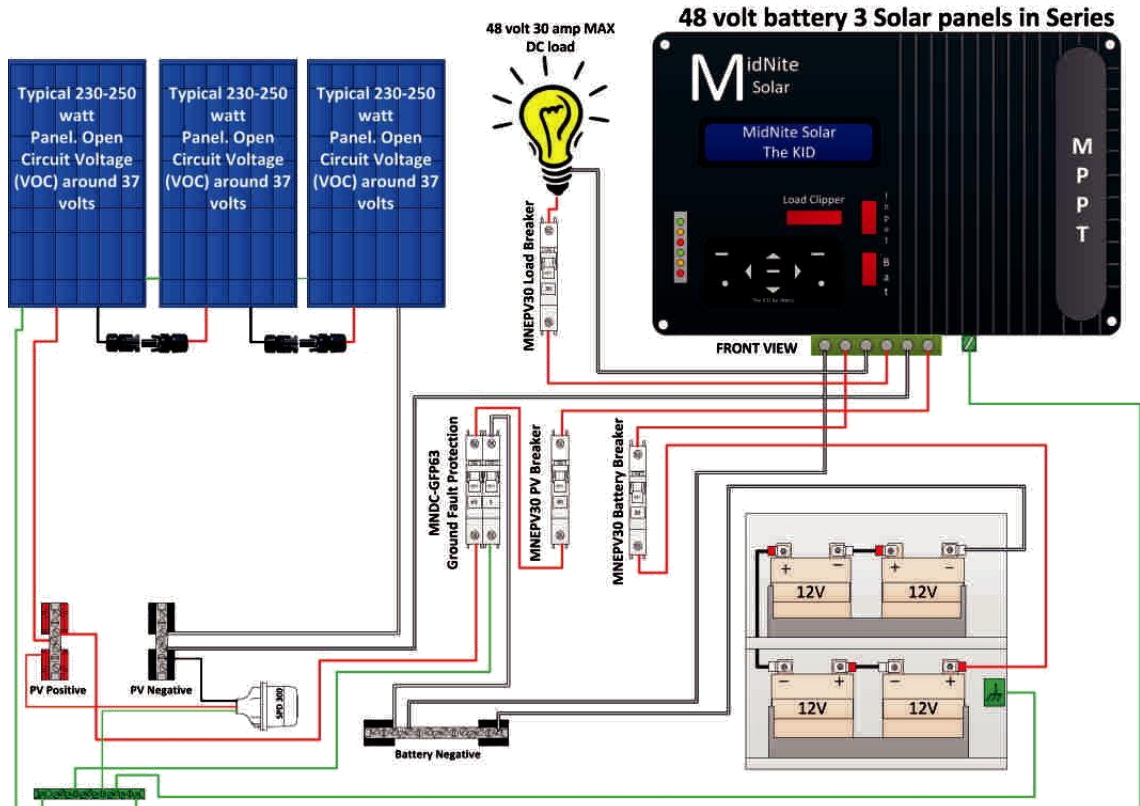 48 volt battery 3 Solar panels in Series
48 volt 30 amp MAX
DC load
Typical 230-250
watt
Panel. Open
Circuit Voltage
(VOC) around 37
volts
Typical 230-250
watt
Panel. Open
Circuit Voltage
(VOC) around 37
volts
Typical 230-250
watt
Panel. Open
Circuit Voltage
(VOC) around 37
volts
MidNite
Solar
MidNite Solar
The KID
MPPT
Load Clipper
Input
Bat
FRONT VIEW
MNEPV30 Load Breaker
MNDC-GFP63
Ground Fault Protection
MNEPV30 PV Breaker
MNEPV30 Battery Breaker
+
-
+
-
12V
12V
-
+
-
+
12V
12V
PV Positive
PV Negative
SPD 300
Battery Negative